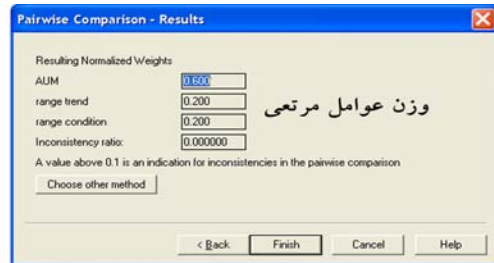 Pairwise Comparison - Results
Resulting Normalized Weights
AUM 0.600
range trend 0.200
range condition 0.200
Inconsistency ratio: 0.000000
وزن عوامل مرتعی
A value above 0.1 is an indication for inconsistencies in the pairwise comparison
Choose other method
< Back Finish Cancel Help